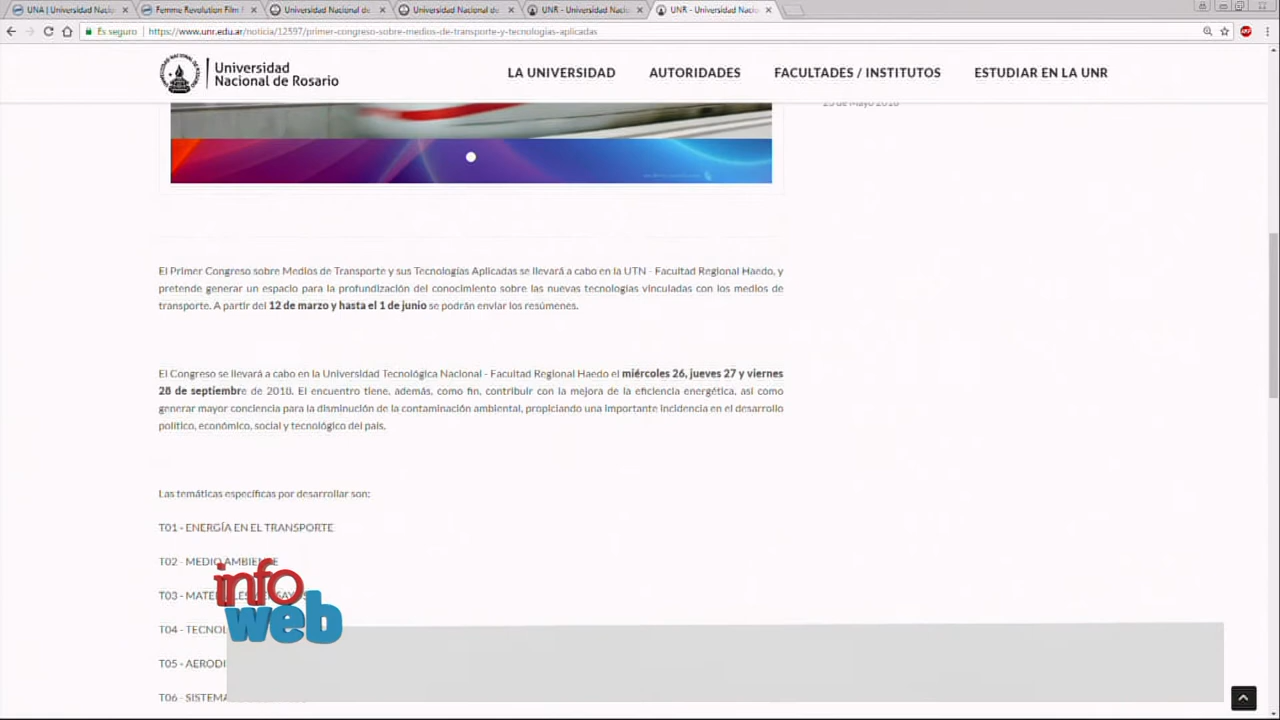 UNA | Universidad Nacio
Femme Revolution Film
Universidad Nacional de
Universidad Nacional de
UNR - Universidad Nacio
UNR - Universidad Nacio
Es seguro
https://www.unr.edu.ar/noticia/12597/primer-congreso-sobre-medios-de-transporte-y-tecnologias-aplicadas
Universidad
Nacional de Rosario
LA UNIVERSIDAD
AUTORIDADES
FACULTADES / INSTITUTOS
ESTUDIAR EN LA UNR
El Primer Congreso sobre Medios de Transporte y sus Tecnologías Aplicadas se llevará a cabo en la UTN - Facultad Regional Haedo, y
pretende generar un espacio para la profundización del conocimiento sobre las nuevas tecnologías vinculadas con los medios de
transporte. A partir del 12 de marzo y hasta el 1 de junio se podrán enviar los resúmenes.
El Congreso se llevará a cabo en la Universidad Tecnológica Nacional - Facultad Regional Haedo el miércoles 26, jueves 27 y viernes
28 de septiembre de 2018. El encuentro tiene, además, como fin, contribuir con la mejora de la eficiencia energética, así como
generar mayor conciencia para la disminución de la contaminación ambiental, propiciando una importante incidencia en el desarrollo
político, económico, social y tecnológico del país.
Las temáticas específicas por desarrollar son:
T01 - ENERGÍA EN EL TRANSPORTE
T02 - MEDIO AMBIENTE
T03 - MATE
T04 - TECNOL
T05 - AERODI
T06 - SISTEMA
info
web